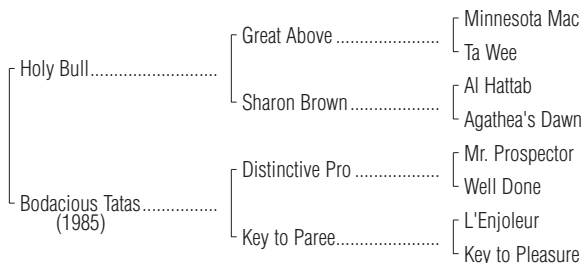 Minnesota Mac
Great Above
Ta Wee
Holy Bull
Al Hattab
Sharon Brown
Agathea's Dawn
Mr. Prospector
Distinctive Pro
Well Done
Bodacious Tatas
(1985)
L'Enjoleur
Key to Paree
Key to Pleasure